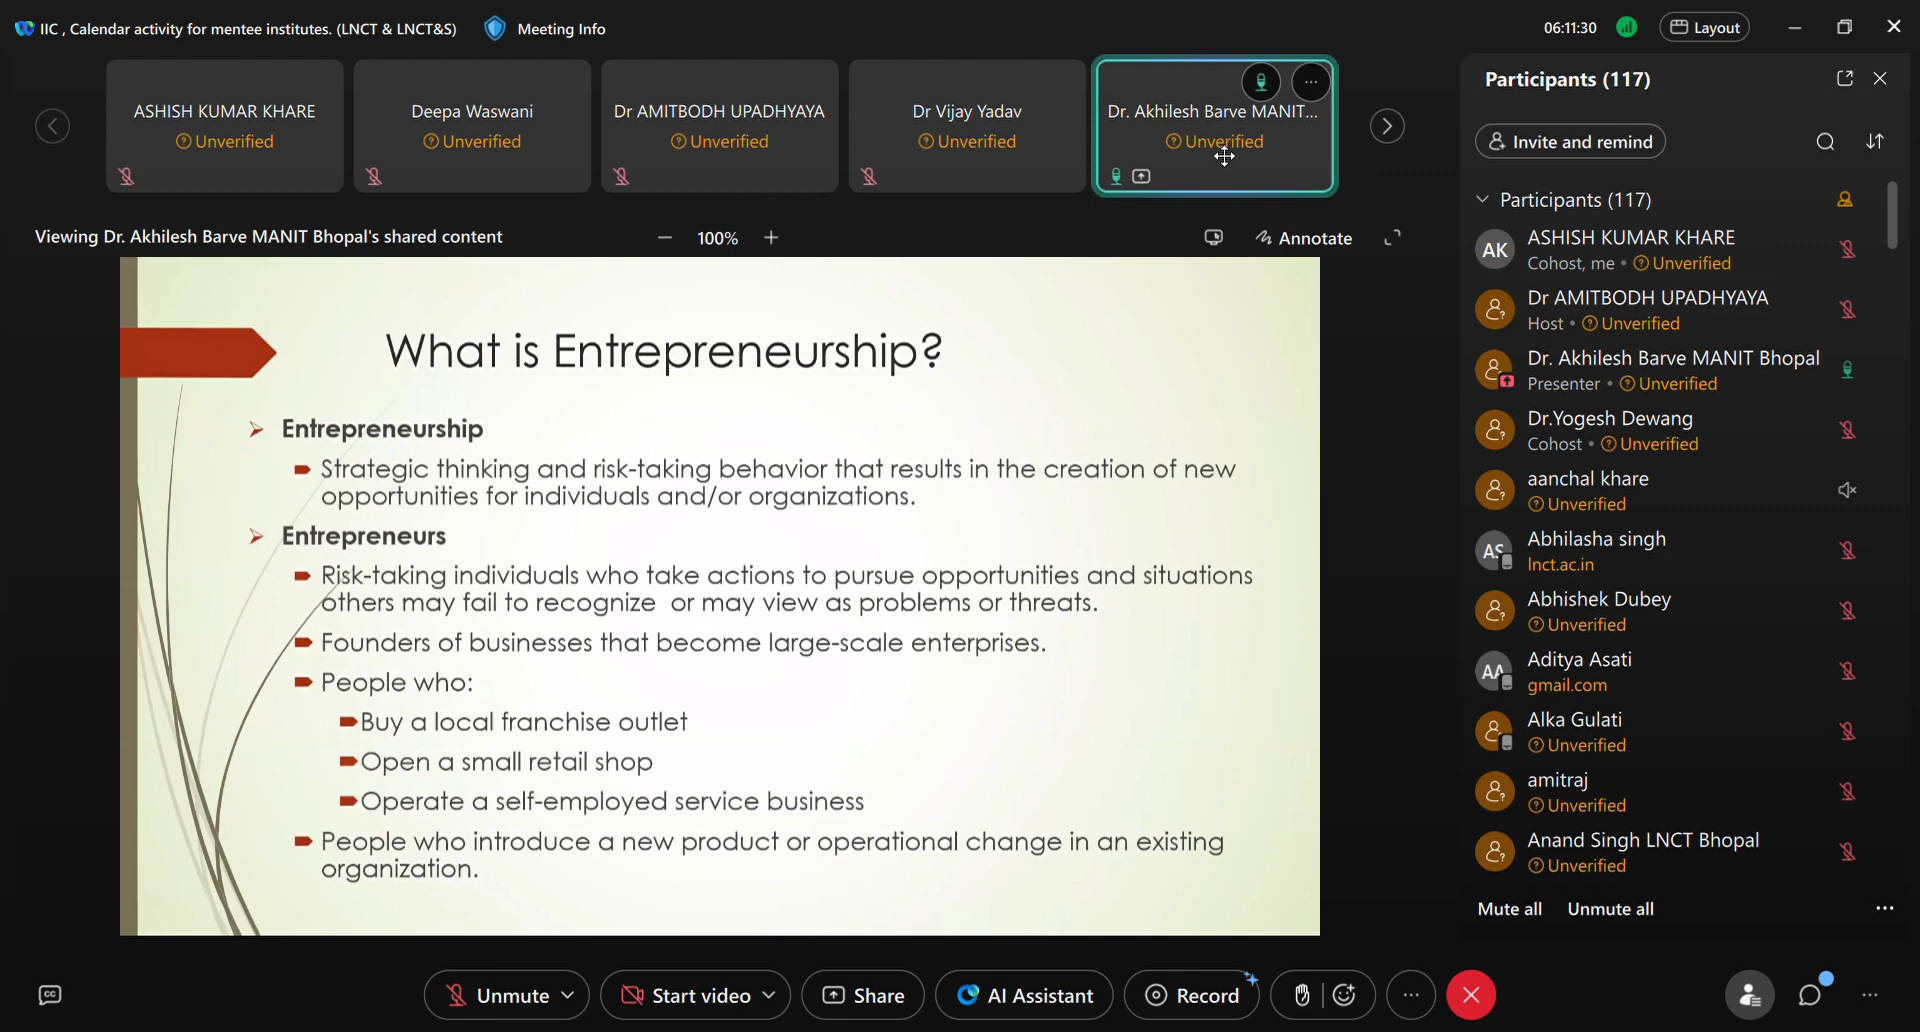 IIC , Calendar activity for mentee institutes. (LNCT & LNCT&S)
Meeting Info
06:11:30
Layout
ASHISH KUMAR KHARE
Unverified
Deepa Waswani
Unverified
Dr AMITBODH UPADHYAYA
Unverified
Dr Vijay Yadav
Unverified
Dr. Akhilesh Barve MANIT...
Unverified
Viewing Dr. Akhilesh Barve MANIT Bhopal's shared content
100%
Annotate
What is Entrepreneurship?
Entrepreneurship
Strategic thinking and risk-taking behavior that results in the creation of new
opportunities for individuals and/or organizations.
Entrepreneurs
Risk-taking individuals who take actions to pursue opportunities and situations
others may fail to recognize or may view as problems or threats.
Founders of businesses that become large-scale enterprises.
People who:
Buy a local franchise outlet
Open a small retail shop
Operate a self-employed service business
People who introduce a new product or operational change in an existing
organization.
Participants (117)
Invite and remind
Participants (117)
AK
ASHISH KUMAR KHARE
Cohost, me • Unverified
Dr AMITBODH UPADHYAYA
Host • Unverified
Dr. Akhilesh Barve MANIT Bhopal
Presenter • Unverified
Dr.Yogesh Dewang
Cohost • Unverified
aanchal khare
Unverified
AS
Abhilasha singh
lnct.ac.in
Abhishek Dubey
Unverified
AA
Aditya Asati
gmail.com
Alka Gulati
Unverified
amitraj
Unverified
Anand Singh LNCT Bhopal
Unverified
Mute all
Unmute all
CC
Unmute
Start video
Share
AI Assistant
Record